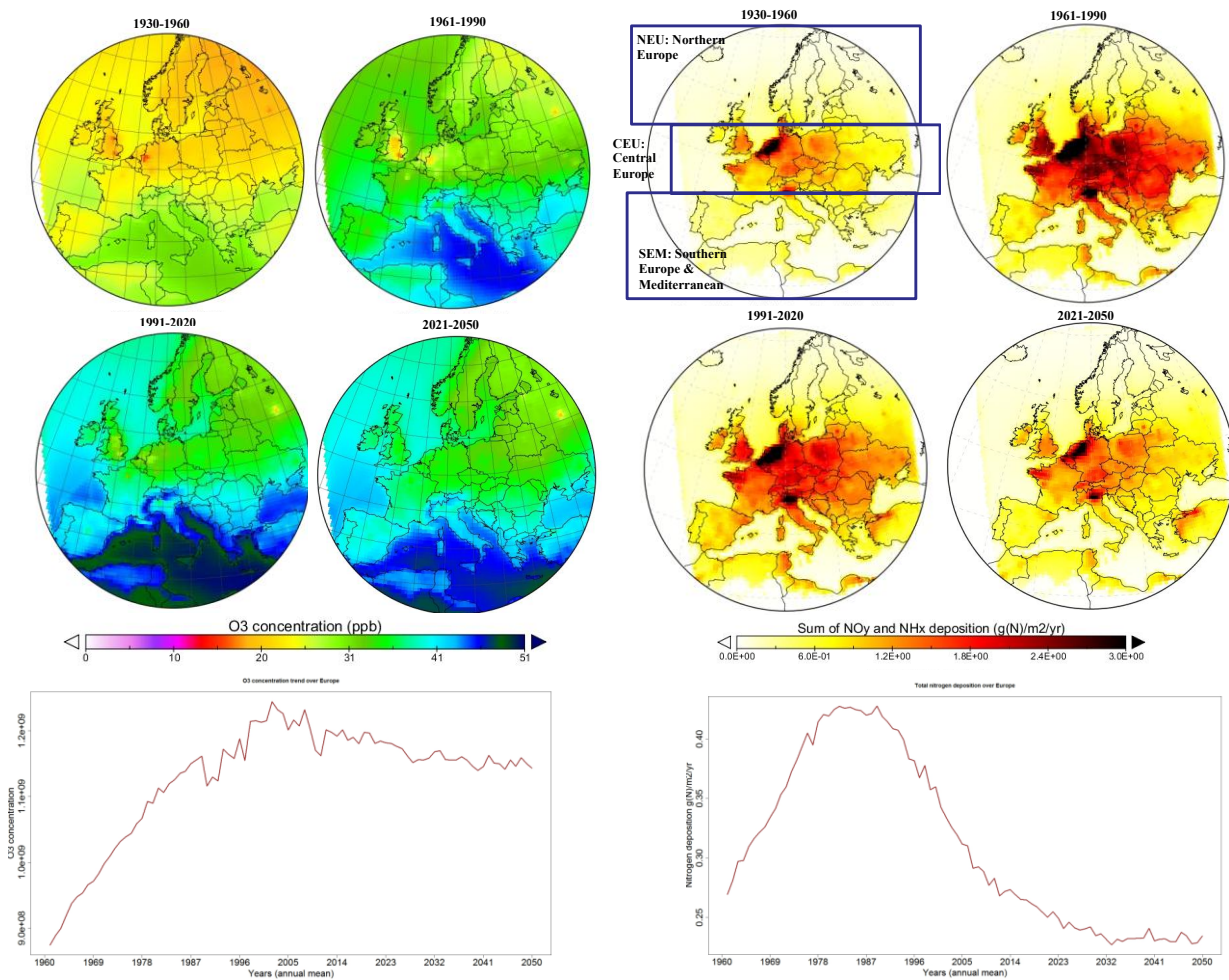 1930-1960
1961-1990
1930-1960
1961-1990
NEU: Northern
Europe
CEU:
Central
Europe
SEM: Southern
Europe &
Mediterranean
1991-2020
2021-2050
1991-2020
2021-2050
O3 concentration (ppb)
0 10 20 31 41 51
Sum of NOy and NHx deposition (g(N)/m2/yr)
0.0E+00 6.0E-01 1.2E+00 1.8E+00 2.4E+00 3.0E+00
O3 concentration trend over Europe
O3 concentration
1.2e+09
1.1e+09
1.0e+09
9.0e+08
1960 1969 1978 1987 1996 2005 2014 2023 2032 2041 2050
Years (annual mean)
Total nitrogen deposition over Europe
Nitrogen deposition g(N)/m2/yr
0.40
0.35
0.30
0.25
1960 1969 1978 1987 1996 2005 2014 2023 2032 2041 2050
Years (annual mean)